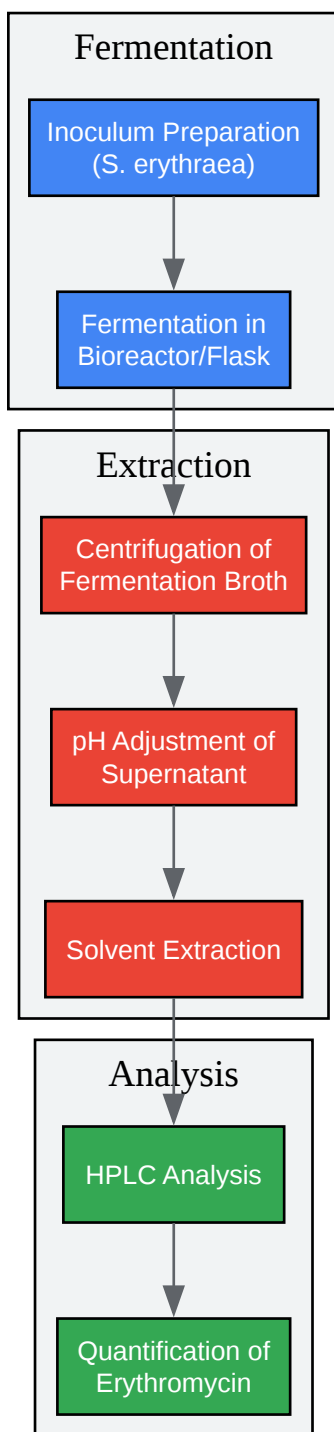 Fermentation
Inoculum Preparation
(S. erythraea)
Fermentation in
Bioreactor/Flask
Extraction
Centrifugation of
Fermentation Broth
pH Adjustment of
Supernatant
Solvent Extraction
Analysis
HPLC Analysis
Quantification of
Erythromycin